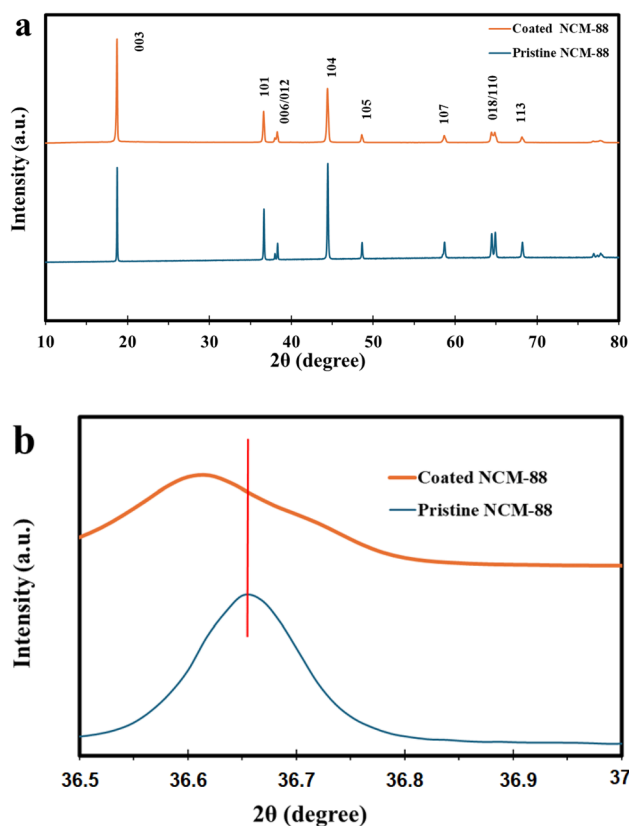 a
Coated NCM-88
Pristine NCM-88
003
101
006/012
104
105
107
018/110
113
Intensity (a.u.)
10 20 30 40 50 60 70 80
2θ (degree)
b
Coated NCM-88
Pristine NCM-88
Intensity (a.u.)
36.5 36.6 36.7 36.8 36.9 37
2θ (degree)